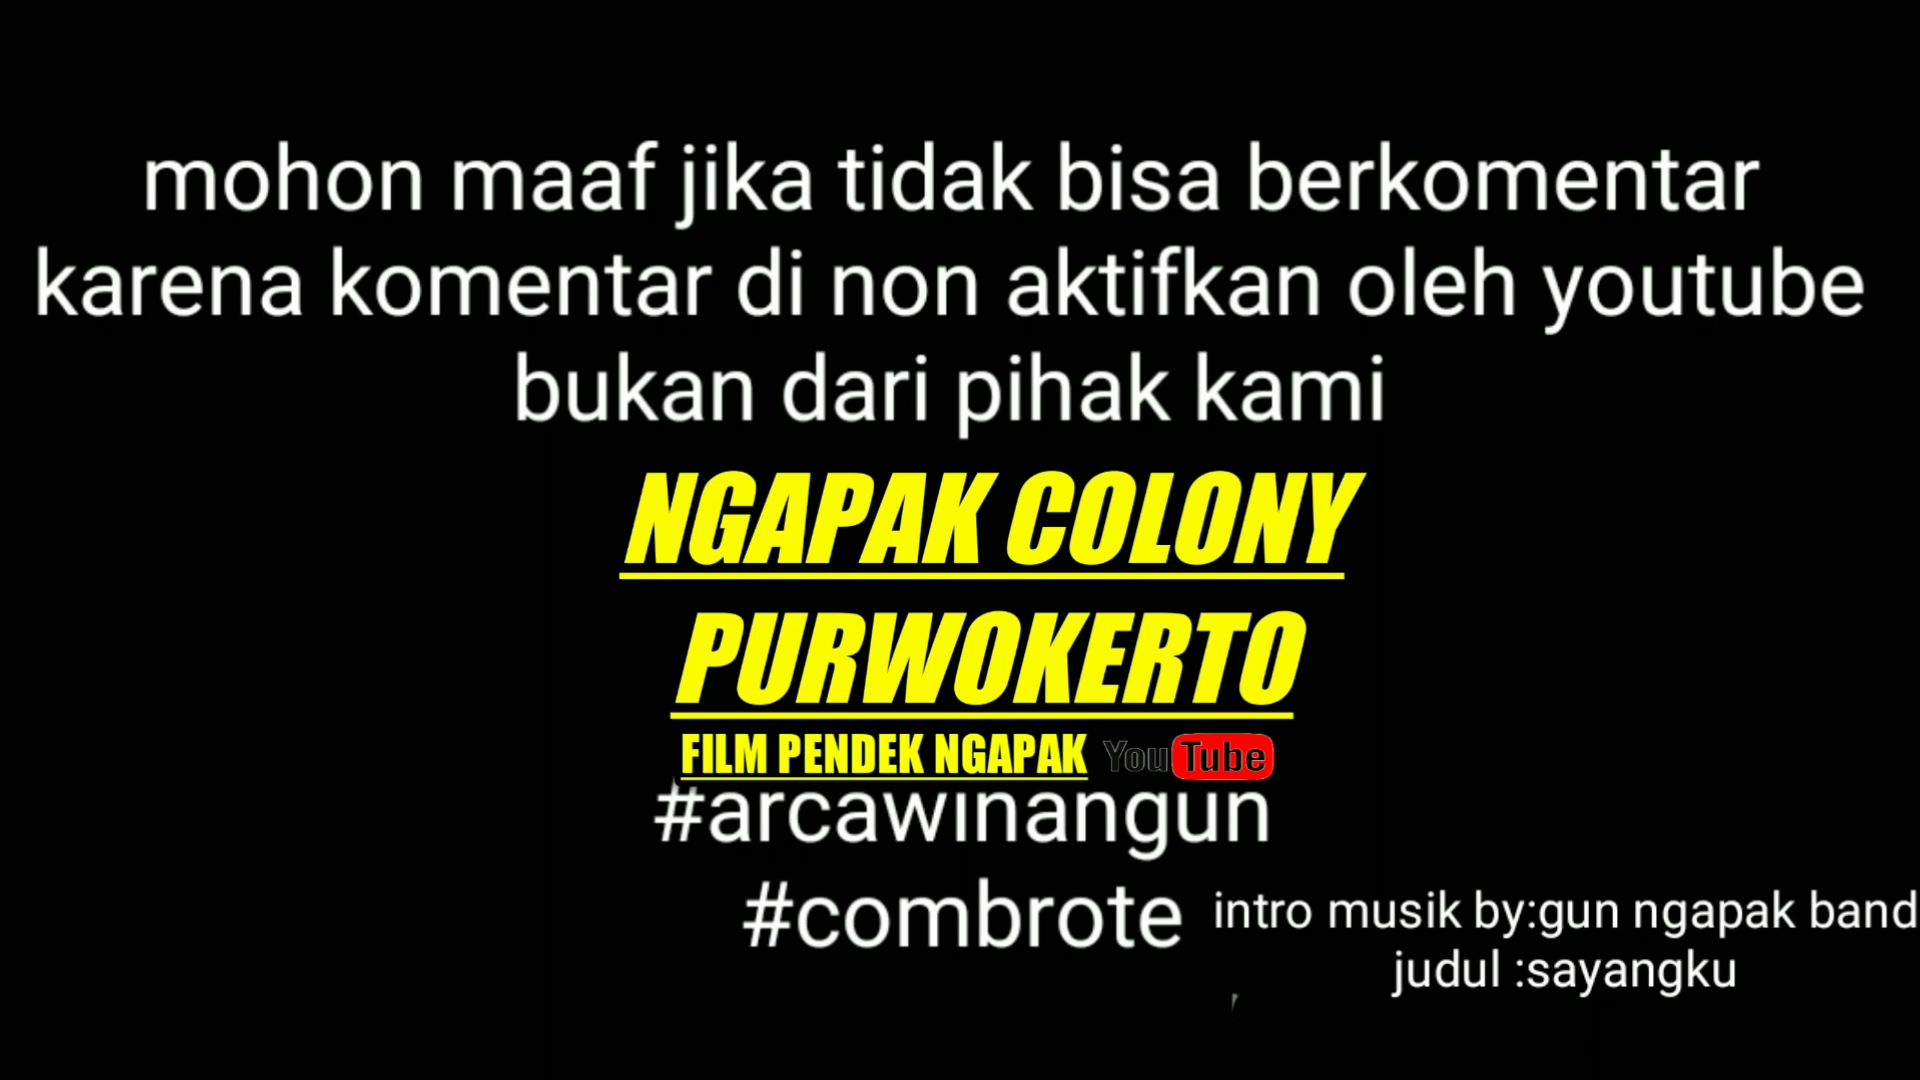 mohon maaf jika tidak bisa berkomentar
karena komentar di non aktifkan oleh youtube
bukan dari pihak kami
NGAPAK COLONY
PURWOKERTO
FILM PENDEK NGAPAK YouTube
#arcawinangun
#combrote
intro musik by:gun ngapak band
judul :sayangku